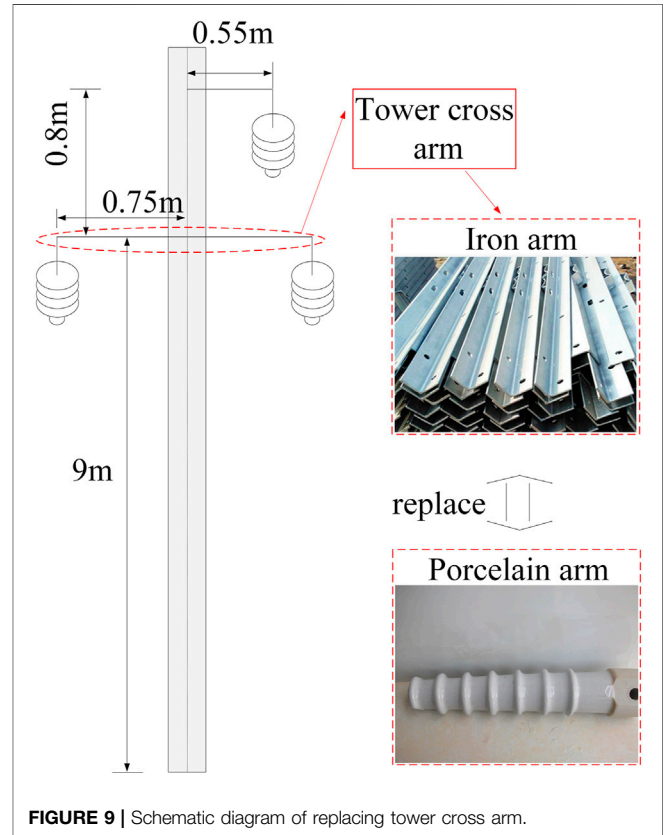 0.55m
Tower cross
arm
0.8m
0.75m
Iron arm
9m
replace
Porcelain arm
FIGURE 9 | Schematic diagram of replacing tower cross arm.